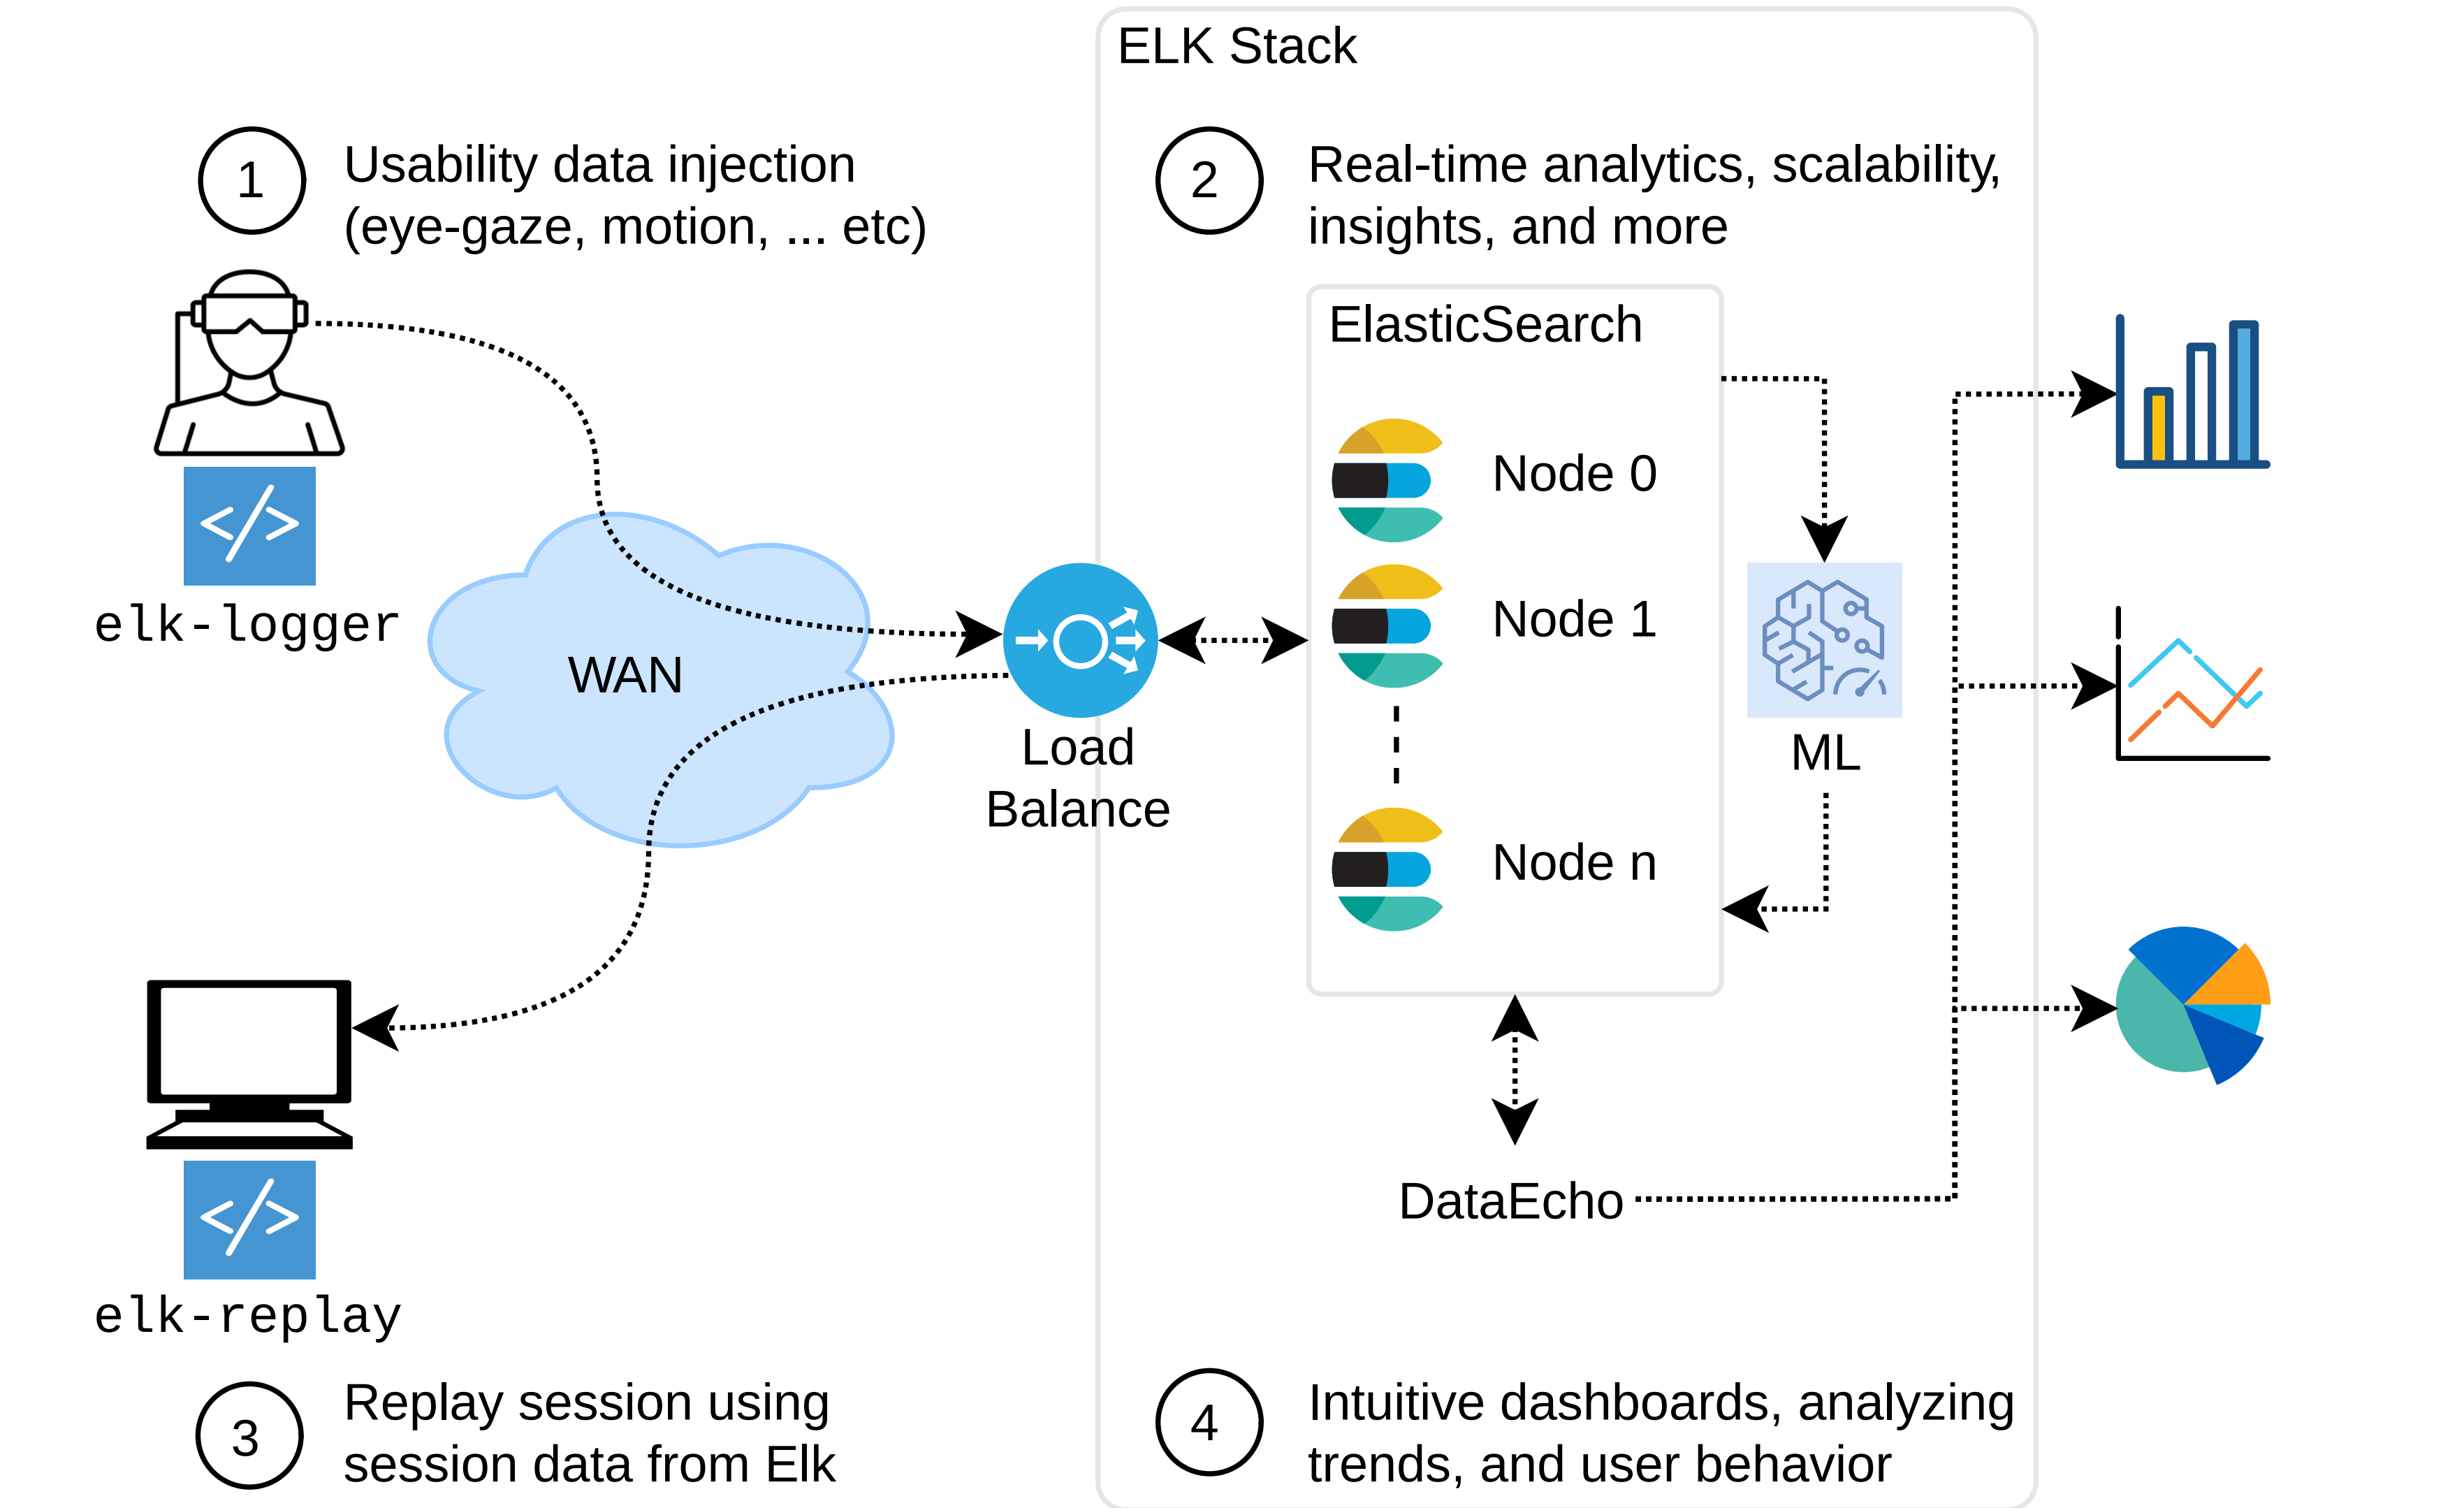 ELK Stack
1
Usability data injection
(eye-gaze, motion, ... etc)
2
Real-time analytics, scalability,
insights, and more
ElasticSearch
Node 0
Node 1
Node n
elk-logger
WAN
Load
Balance
ML
DataEcho
elk-replay
3
Replay session using
session data from Elk
4
Intuitive dashboards, analyzing
trends, and user behavior